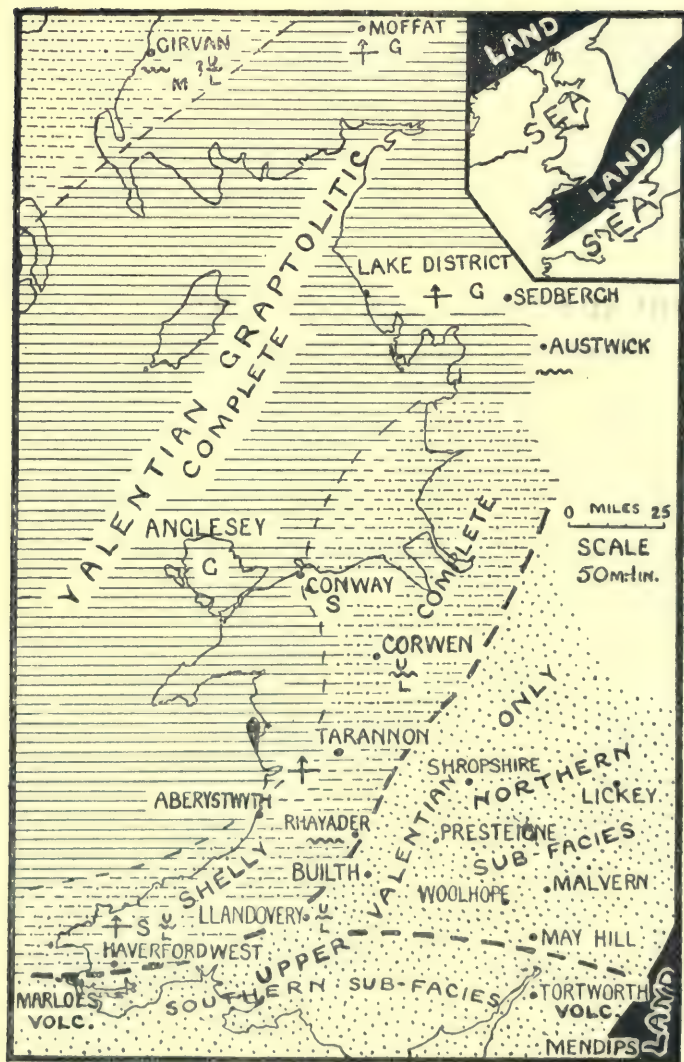 GIRVAN
M ? U
L
MOFFAT
G
LAND
SEA
LAND
SEA
VALENTIAN GRAPTOLITIC
COMPLETE
LAKE DISTRICT
G
SEDBERGH
AUSTWICK
0 MILES 25
SCALE
50m=1in.
ANGLESEY
G
CONWAY
S
COMPLETE
CORWEN
U
L
TARANNON
ABERYSTWYTH
RHAYADER
BUILTH
SHELLY
LLANDOVERY
U
L
S U
L
HAVERFORDWEST
MARLOES
VOLC.
UPPER VALENTIAN ONLY
SHROPSHIRE
NORTHERN
SUB-FACIES
LICKEY
PRESTEIGNE
WOOLHOPE
MALVERN
MAY HILL
SOUTHERN SUB-FACIES
TORTWORTH
VOLC.
MENDIPS
LAND